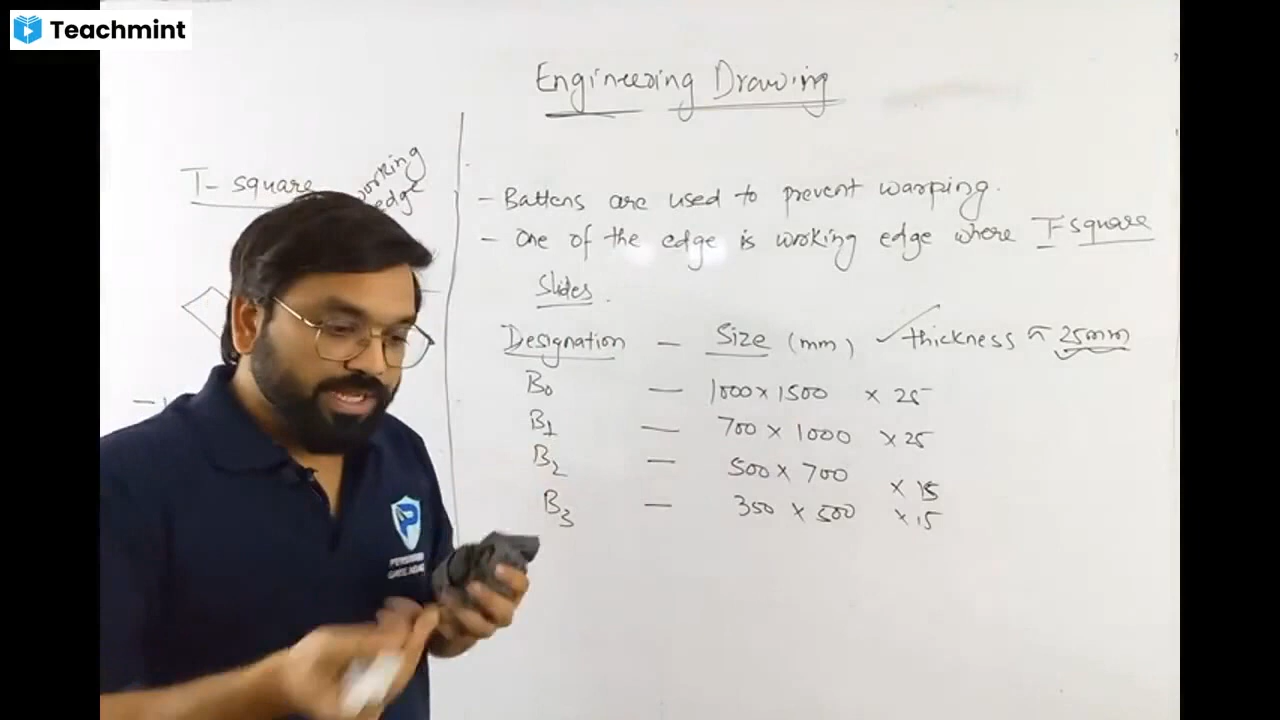 Teachmint
Engineering Drawing
T-square
working
edge
- Battens are used to prevent warping.
- One of the edge is working edge where T-square
Slides.
Designation - Size (mm) ✓ thickness ≈ 25mm
B0 - 1000 x 1500 x 25
B1 - 700 x 1000 x 25
B2 - 500 x 700 x 15
B3 - 350 x 500 x 15